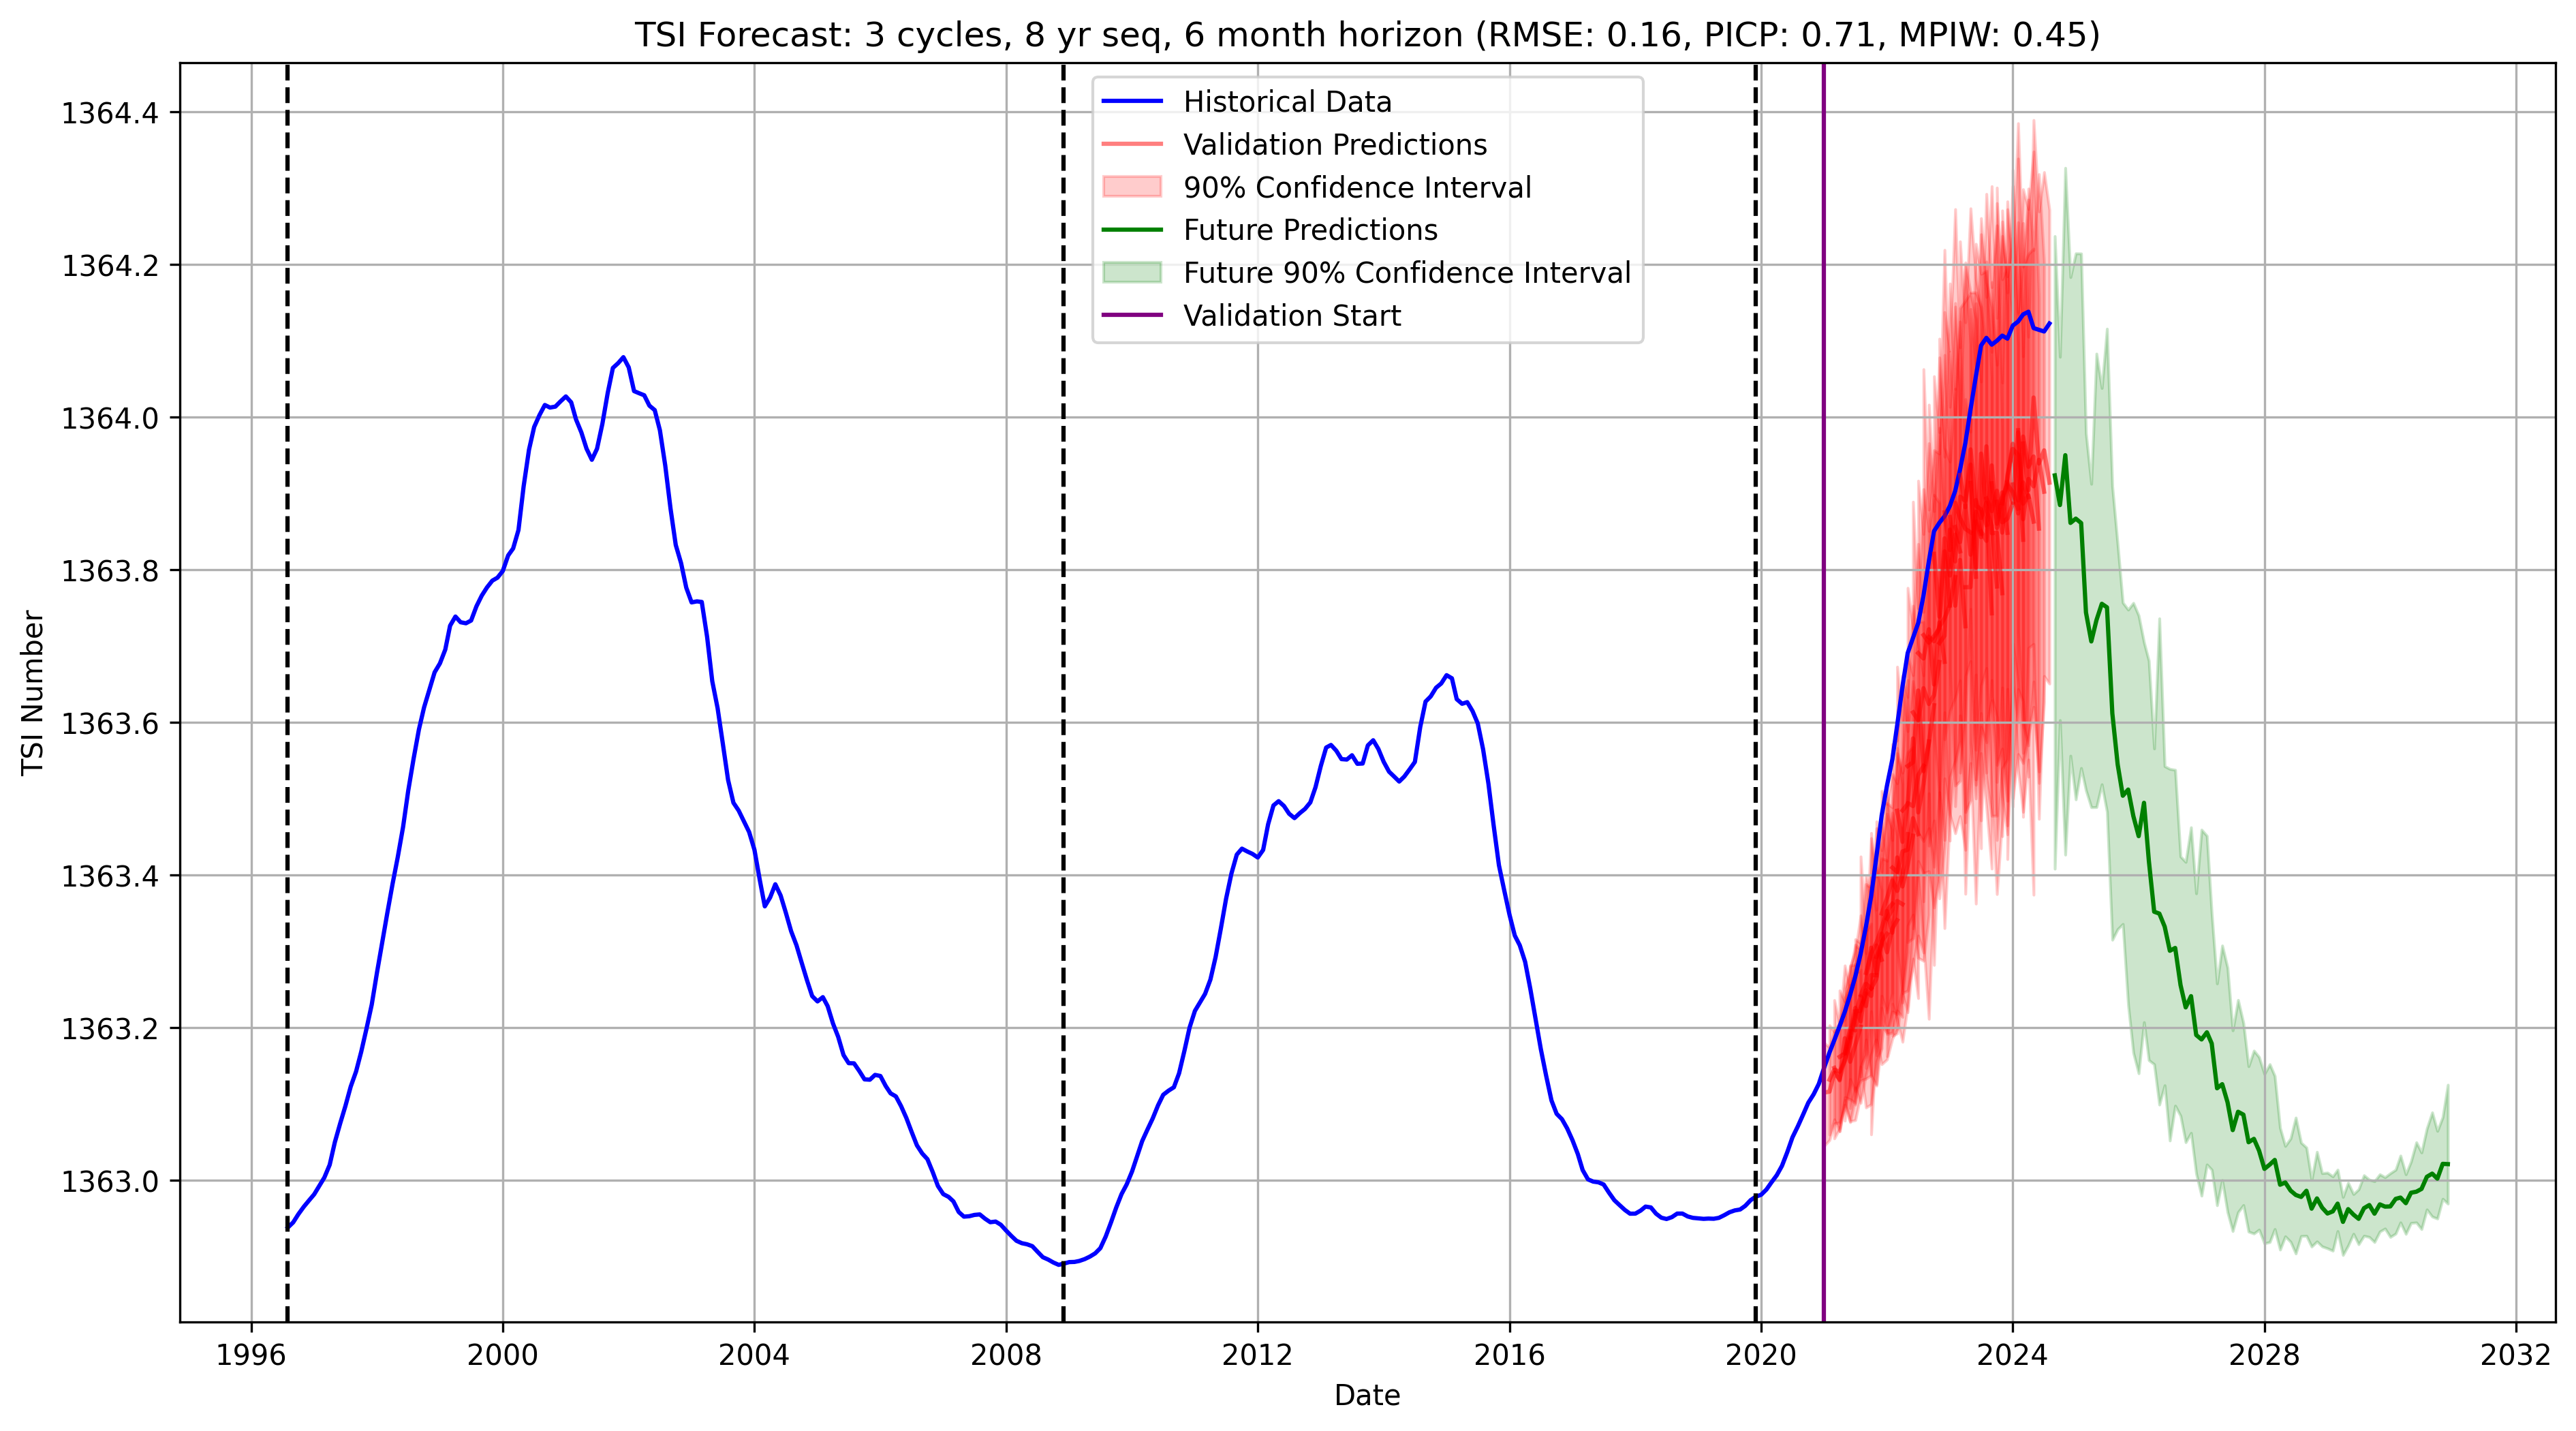 TSI Forecast: 3 cycles, 8 yr seq, 6 month horizon (RMSE: 0.16, PICP: 0.71, MPIW: 0.45)
Historical Data
Validation Predictions
90% Confidence Interval
Future Predictions
Future 90% Confidence Interval
Validation Start
TSI Number
1364.4
1364.2
1364.0
1363.8
1363.6
1363.4
1363.2
1363.0
1996 2000 2004 2008 2012 2016 2020 2024 2028 2032
Date